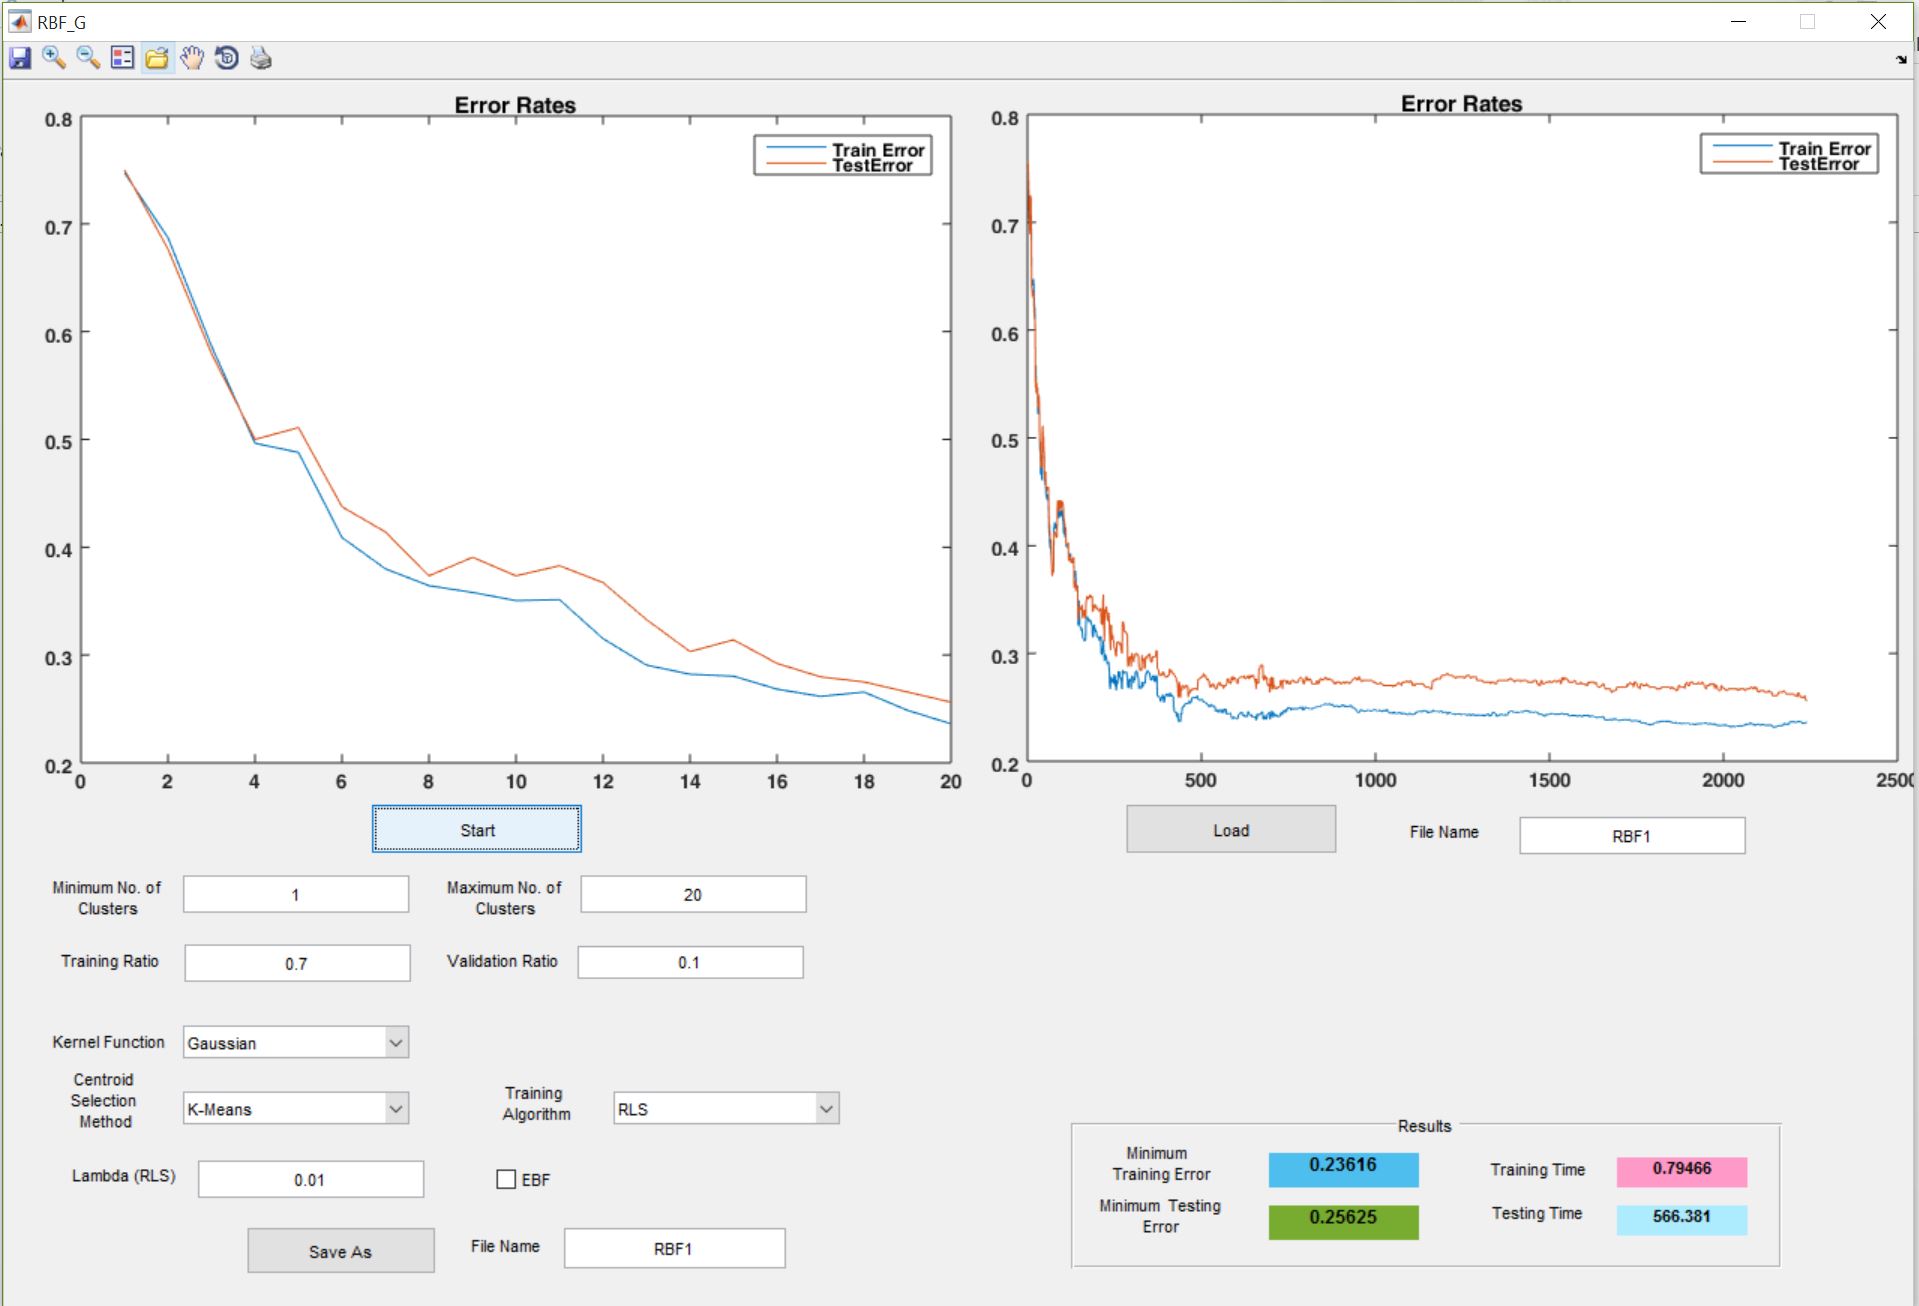 RBF_G
Error Rates
0.8
0.7
0.6
0.5
0.4
0.3
0.2
0 2 4 6 8 10 12 14 16 18 20
Train Error
TestError
Error Rates
0.8
0.7
0.6
0.5
0.4
0.3
0.2
0 500 1000 1500 2000 2500
Train Error
TestError
Start
Load
File Name
RBF1
Minimum No. of
Clusters
1
Maximum No. of
Clusters
20
Training Ratio
0.7
Validation Ratio
0.1
Kernel Function
Gaussian
Centroid
Selection
Method
K-Means
Training
Algorithm
RLS
Lambda (RLS)
0.01
EBF
Save As
File Name
RBF1
Results
Minimum
Training Error
0.23616
Training Time
0.79466
Minimum Testing
Error
0.25625
Testing Time
566.381